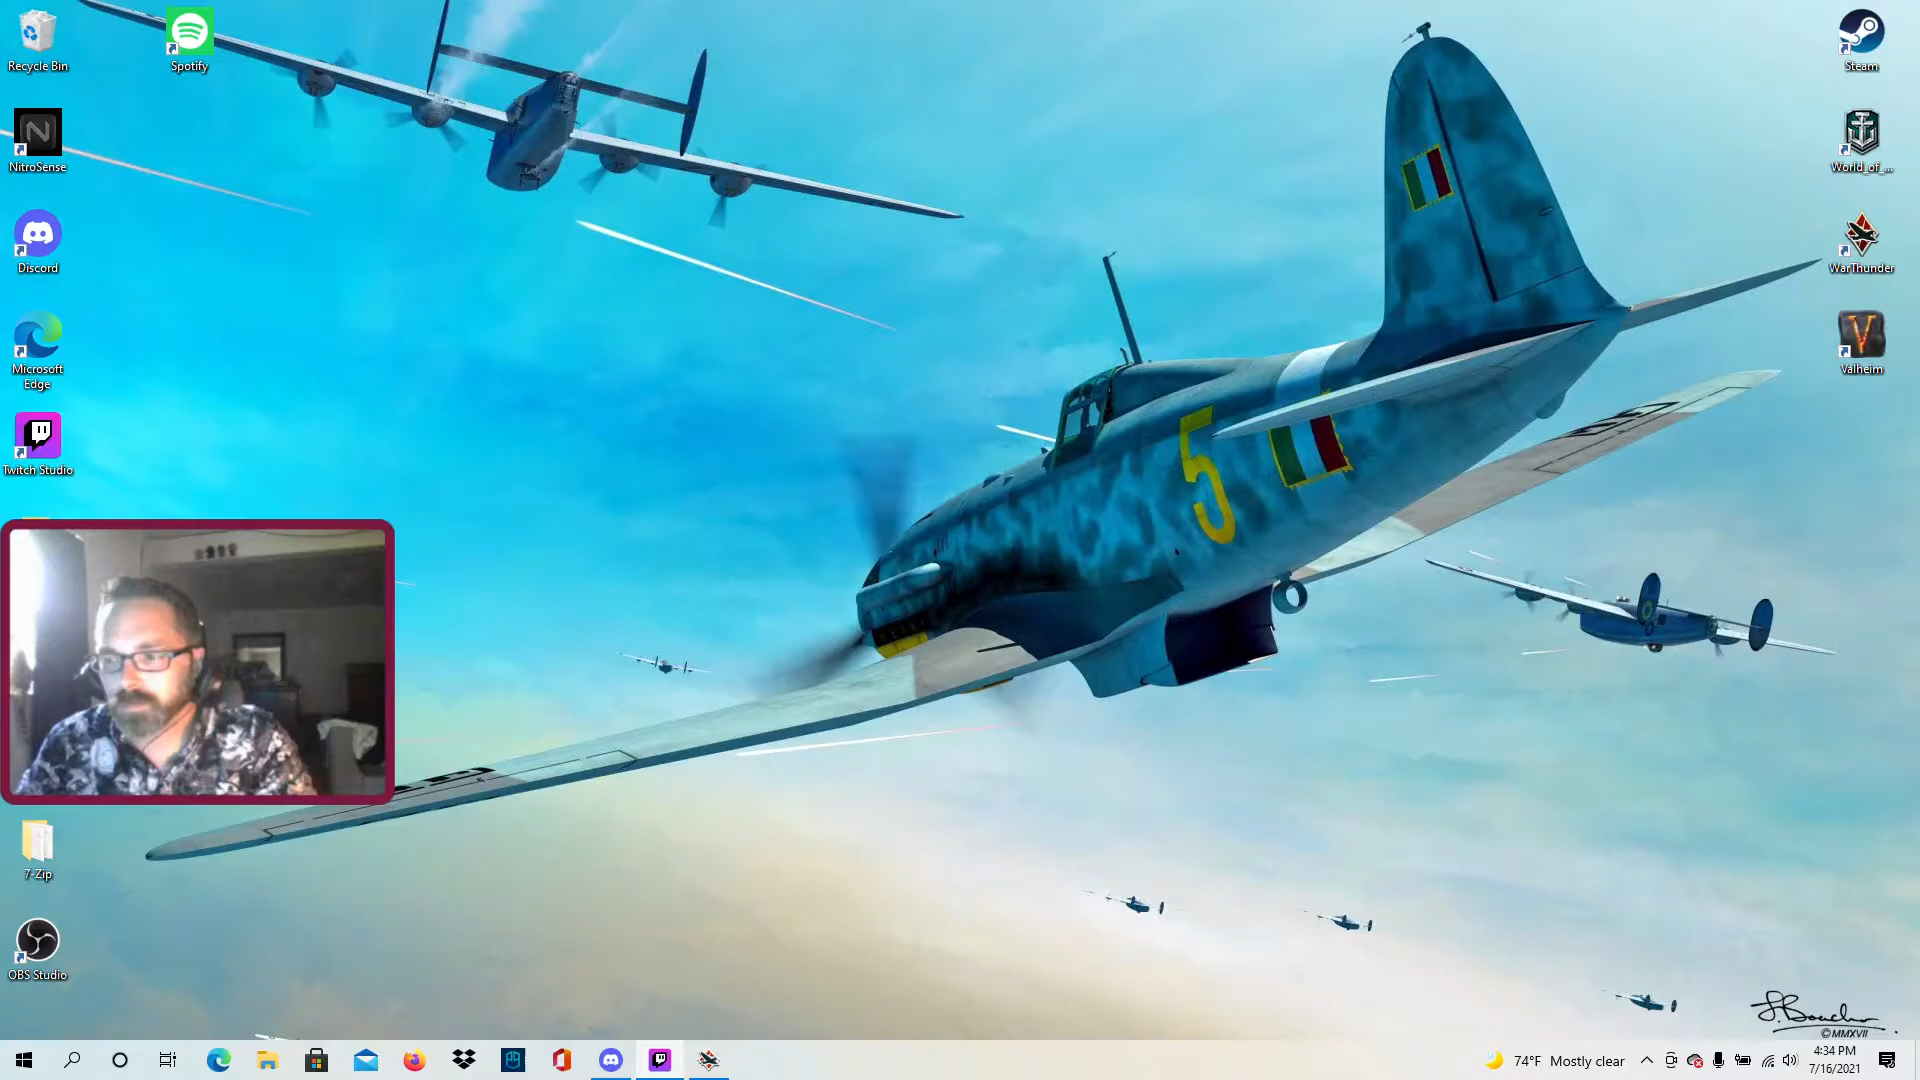 Recycle Bin
Spotify
NitroSense
Discord
Microsoft
Edge
Twitch Studio
7-Zip
OBS Studio
Steam
World_of_...
WarThunder
Valheim
5
©MMXVII
74°F Mostly clear
4:34 PM
7/16/2021